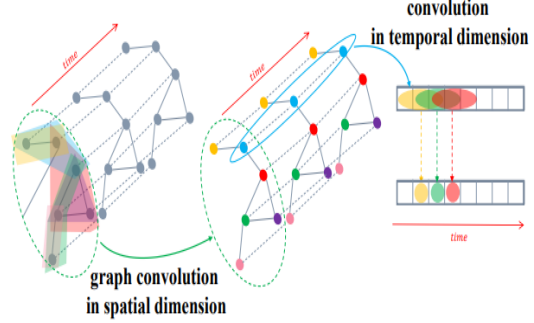 convolution
in temporal dimension
time
time
time
graph convolution
in spatial dimension